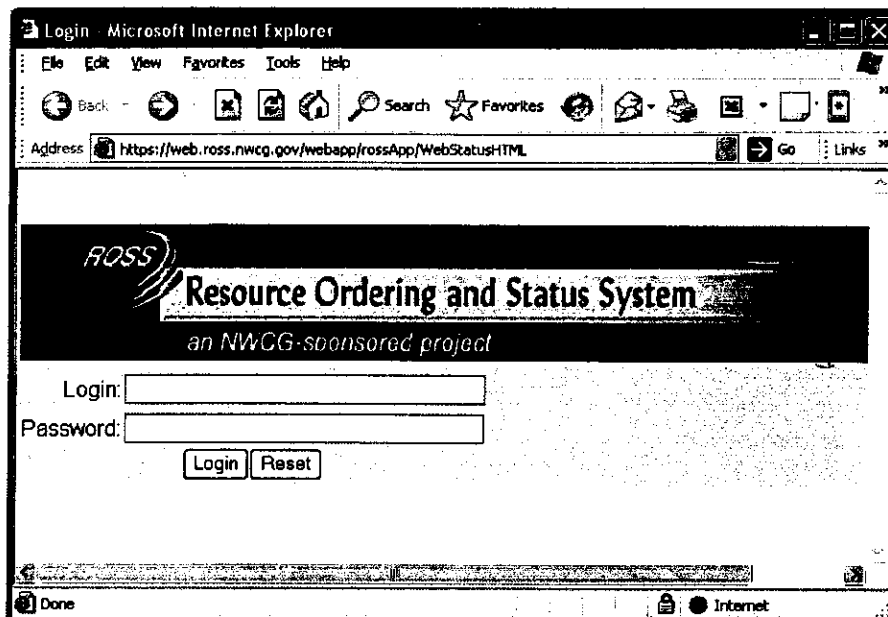 Login - Microsoft Internet Explorer
File Edit View Favorites Tools Help
Back Search Favorites
Address https://web.ross.nwcg.gov/webapp/rossApp/WebStatusHTML Go Links »
ROSS
Resource Ordering and Status System
an NWCG-sponsored project
Login:
Password:
Login Reset
Done Internet